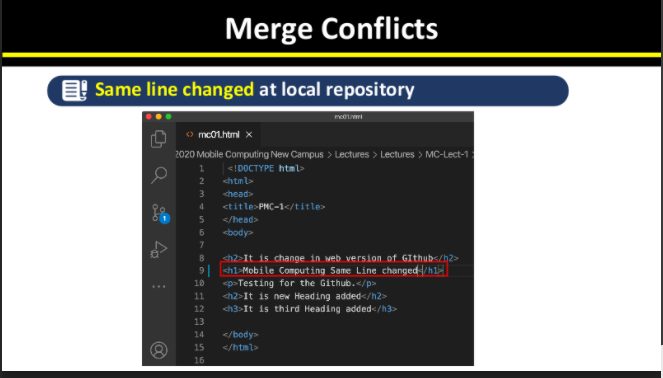 Merge Conflicts
Same line changed at local repository
mc01.html
<> mc01.html ×
2020 Mobile Computing New Campus > Lectures > Lectures > MC-Lect-1 >
1 <!DOCTYPE html>
2 <html>
3 <head>
4 <title>PMC-1</title>
5 </head>
6 <body>
7
8 <h2>It is change in web version of GIthub</h2>
9 <h1>Mobile Computing Same Line changed</h1>
10 <p>Testing for the Github.</p>
11 <h2>It is new Heading added</h2>
12 <h3>It is third Heading added</h3>
13
14 </body>
15 </html>
16
1